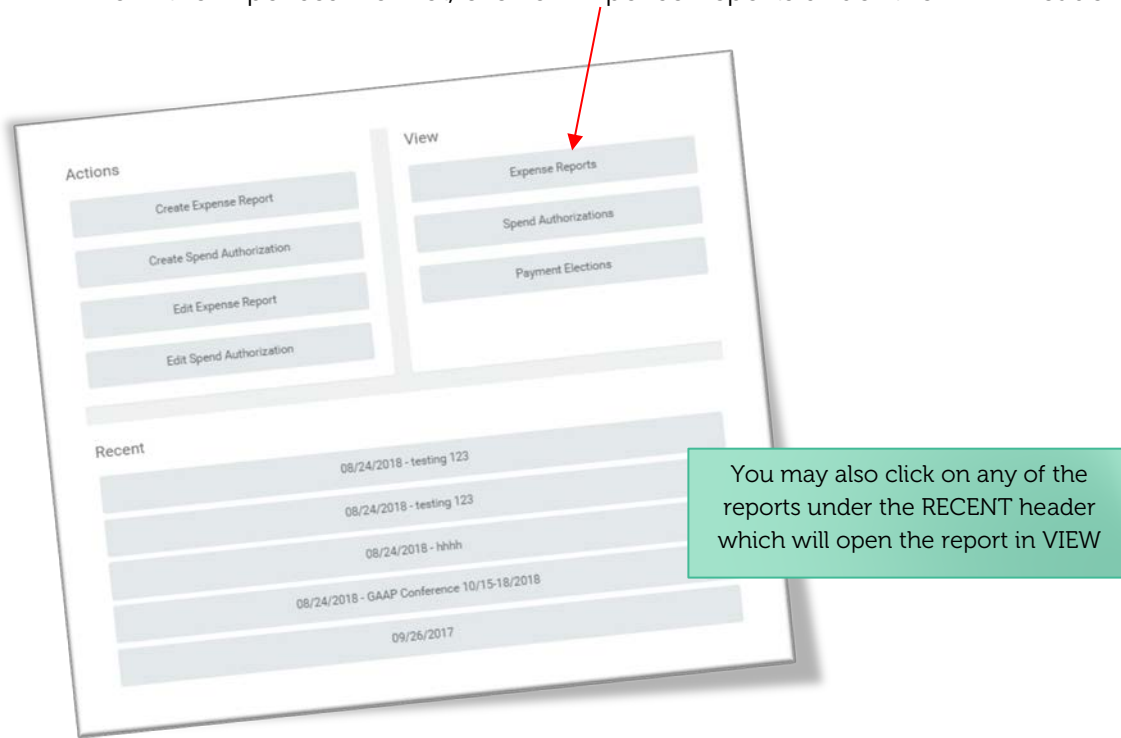 Actions
Create Expense Report
Create Spend Authorization
Edit Expense Report
Edit Spend Authorization
View
Expense Reports
Spend Authorizations
Payment Elections
Recent
08/24/2018 - testing 123
08/24/2018 - testing 123
08/24/2018 - hhhh
08/24/2018 - GAAP Conference 10/15-18/2018
09/26/2017
You may also click on any of the
reports under the RECENT header
which will open the report in VIEW